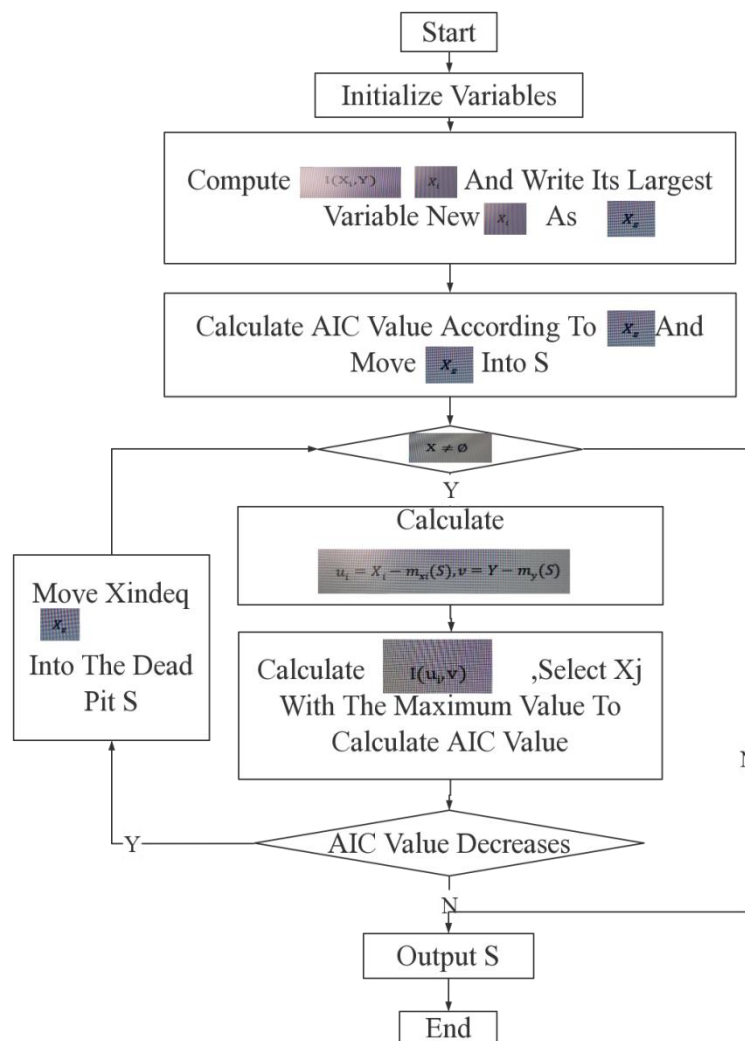 Start
Initialize Variables
Compute I(Xᵢ,Y) Xᵢ And Write Its Largest
Variable New Xᵢ As Xₛ
Calculate AIC Value According To Xₛ And
Move Xₛ Into S
X ≠ ∅
Y
Calculate
uᵢ = Xᵢ − mₓᵢ(S), v = Y − mᵧ(S)
Move Xindeq
Xₛ
Into The Dead
Pit S
Calculate I(uᵢ,v) ,Select Xj
With The Maximum Value To
Calculate AIC Value
N
Y
AIC Value Decreases
N
Output S
End